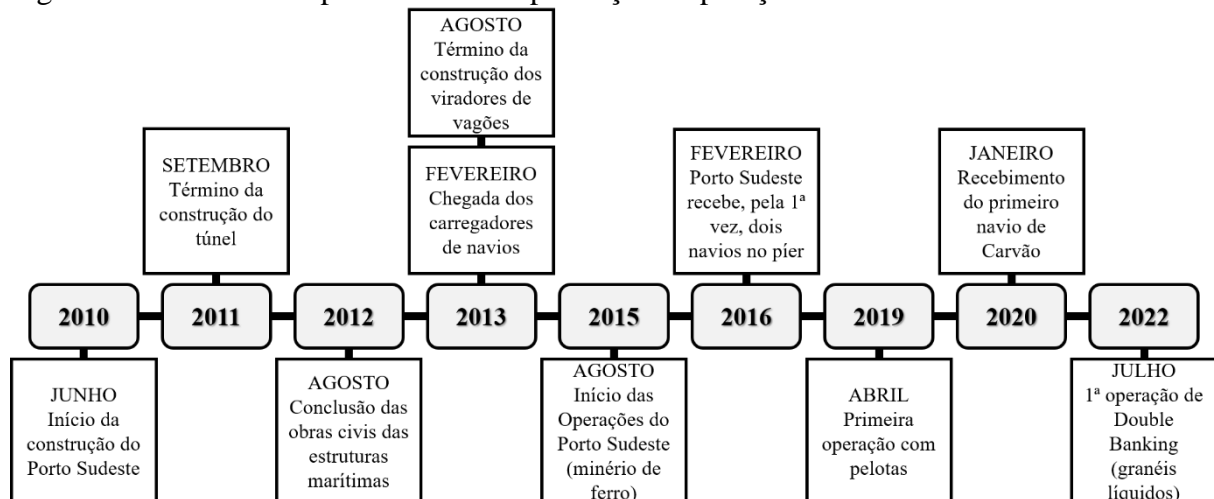 AGOSTO
Término da
construção dos
viradores de
vagões
SETEMBRO
Término da
construção do
túnel
FEVEREIRO
Chegada dos
carregadores
de navios
FEVEREIRO
Porto Sudeste
recebe, pela 1ª
vez, dois
navios no píer
JANEIRO
Recebimento
do primeiro
navio de
Carvão
2010
2011
2012
2013
2015
2016
2019
2020
2022
JUNHO
Início da
construção do
Porto Sudeste
AGOSTO
Conclusão das
obras civis das
estruturas
marítimas
AGOSTO
Início das
Operações do
Porto Sudeste
(minério de
ferro)
ABRIL
Primeira
operação com
pelotas
JULHO
1ª operação de
Double
Banking
(granéis
líquidos)